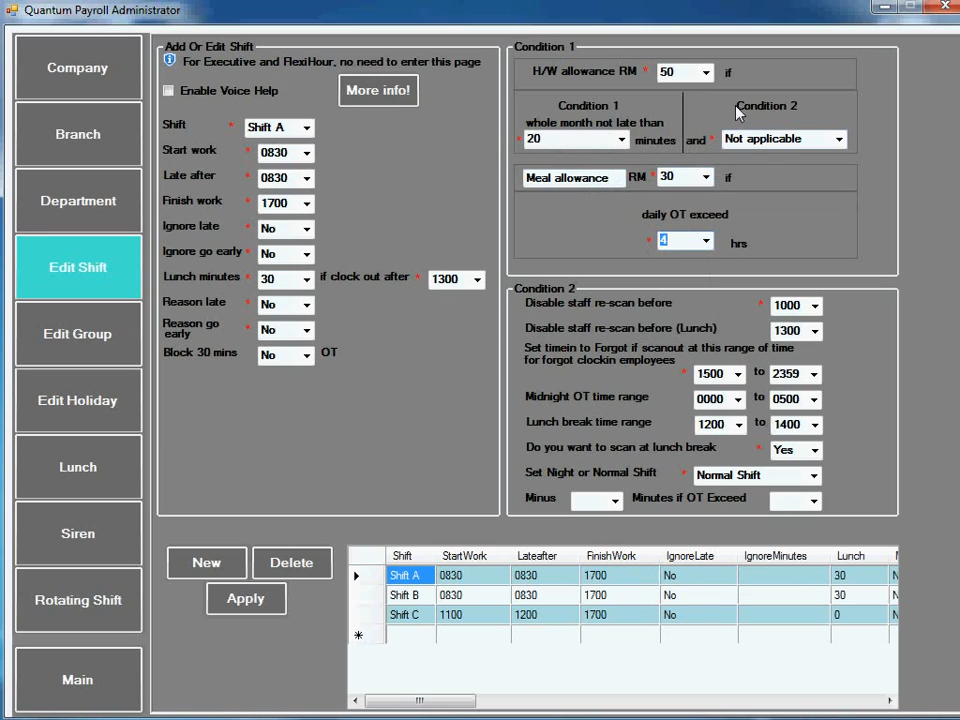 Quantum Payroll Administrator
Company
Branch
Department
Edit Shift
Edit Group
Edit Holiday
Lunch
Siren
Rotating Shift
Main
Add Or Edit Shift
For Executive and FlexiHour, no need to enter this page
Enable Voice Help
More info!
Shift * Shift A
Start work * 0830
Late after * 0830
Finish work * 1700
Ignore late * No
Ignore go early * No
Lunch minutes * 30 if clock out after * 1300
Reason late * No
Reason go early * No
Block 30 mins No OT
Condition 1
H/W allowance RM * 50 if
Condition 1
whole month not late than
* 20 minutes
Condition 2
and * Not applicable
Meal allowance RM * 30 if
daily OT exceed
* 4 hrs
Condition 2
Disable staff re-scan before * 1000
Disable staff re-scan before (Lunch) 1300
Set timein to Forgot if scanout at this range of time
for forgot clockin employees
* 1500 to 2359
Midnight OT time range 0000 to 0500
Lunch break time range 1200 to 1400
Do you want to scan at lunch break * Yes
Set Night or Normal Shift * Normal Shift
Minus Minutes if OT Exceed
New
Delete
Apply
Shift StartWork Lateafter FinishWork IgnoreLate IgnoreMinutes Lunch
Shift A 0830 0830 1700 No 30
Shift B 0830 0830 1700 No 30
Shift C 1100 1200 1700 No 0